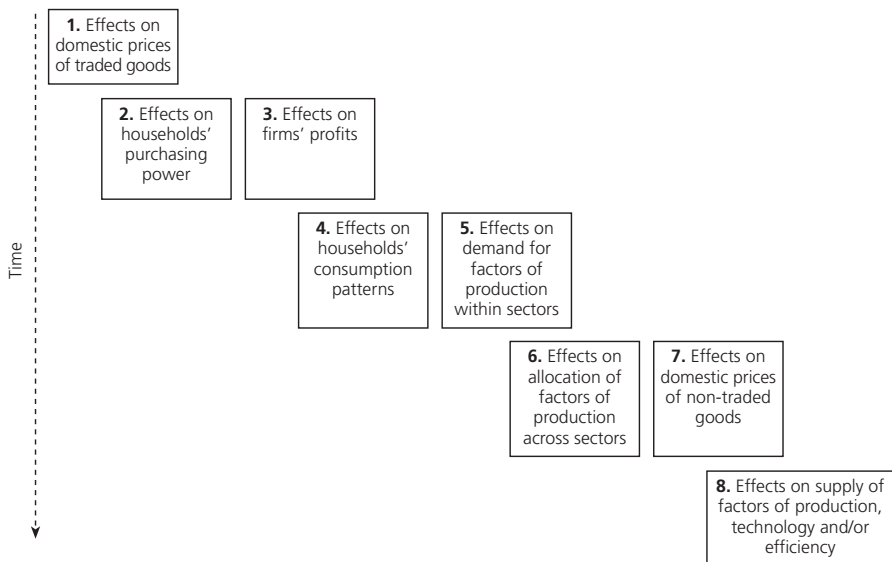 1. Effects on
domestic prices
of traded goods
2. Effects on
households’
purchasing
power
3. Effects on
firms’ profits
4. Effects on
households’
consumption
patterns
5. Effects on
demand for
factors of
production
within sectors
Time
6. Effects on
allocation of
factors of
production
across sectors
7. Effects on
domestic prices
of non-traded
goods
8. Effects on supply of
factors of production,
technology and/or
efficiency